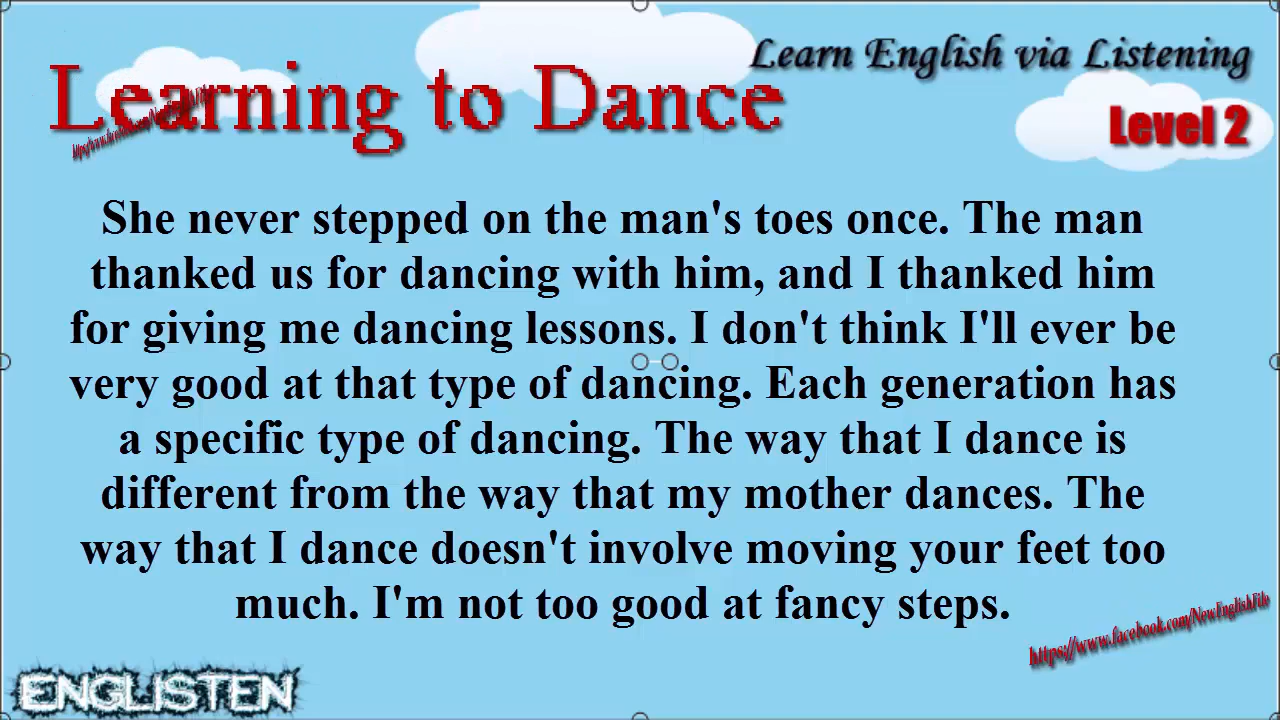 Learn English via Listening
Learning to Dance
Level 2
She never stepped on the man's toes once. The man
thanked us for dancing with him, and I thanked him
for giving me dancing lessons. I don't think I'll ever be
very good at that type of dancing. Each generation has
a specific type of dancing. The way that I dance is
different from the way that my mother dances. The
way that I dance doesn't involve moving your feet too
much. I'm not too good at fancy steps.
https://www.facebook.com/NewEnglishFile
ENGLISTEN